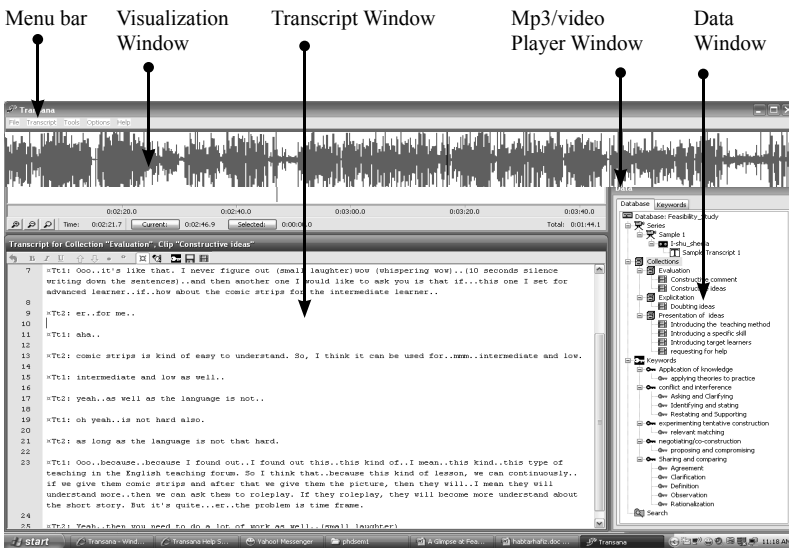 Menu bar
Visualization
Window
Transcript Window
Mp3/video
Player Window
Data
Window
Transana
File Transcript Tools Options Help
0:02:20.0 0:02:40.0 0:03:00.0 0:03:20.0 0:03:40.0
Time: 0:02:21.7 Current: 0:02:46.9 Selected: 0:00:00.0 Total: 0:01:44.1
Transcript for Collection "Evaluation", Clip "Constructive ideas"
B I U
7 ¤Tt1: Ooo..it's like that. I never figure out (small laughter)wow (whispering wow)..(10 seconds silence
writing down the sentences)..and then another one I would like to ask you is that if...this one I set for
advanced learner..if..how about the comic strips for the intermediate learner..
8
9 ¤Tt2: er..for me..
10
11 ¤Tt1: aha..
12
13 ¤Tt2: comic strips is kind of easy to understand. So, I think it can be used for..mmm..intermediate and low.
14
15 ¤Tt1: intermediate and low as well..
16
17 ¤Tt2: yeah..as well as the language is not..
18
19 ¤Tt1: oh yeah..is not hard also.
20
21 ¤Tt2: as long as the language is not that hard.
22
23 ¤Tt1: Ooo..because..because I found out..I found out this..this kind of..I mean..this kind..this type of
teaching in the English teaching forum. So I think that..because this kind of lesson, we can continuously..
if we give them comic strips and after that we give them the picture, then they will..I mean they will
understand more..then we can ask them to roleplay. If they roleplay, they will become more understand about
the short story. But it's quite...er..the problem is time frame.
24
25 ¤Tt2: Yeah..then you need to do a lot of work as well..(small laughter)
Data
Database Keywords
Database: Feasibility_Study
Series
Sample 1
I-shu_sheila
Sample Transcript 1
Collections
Evaluation
Constructive comment
Constructive ideas
Explicitation
Doubting ideas
Presentation of ideas
Introducing the teaching method
Introducing a specific skill
Introducing target learners
requesting for help
Keywords
Application of knowledge
applying theories to practice
conflict and interference
Asking and Clarifying
Identifying and stating
Restating and Supporting
experimenting tentative construction
relevant matching
negotiating/co-construction
proposing and compromising
Sharing and comparing
Agreement
Clarification
Definition
Observation
Rationalization
Search
start Transana - Wind... Transana Help S... Yahoo! Messenger phdsem1 A Glimpse at Fea... habtarhafiz.doc ... Transana 11:18 AM